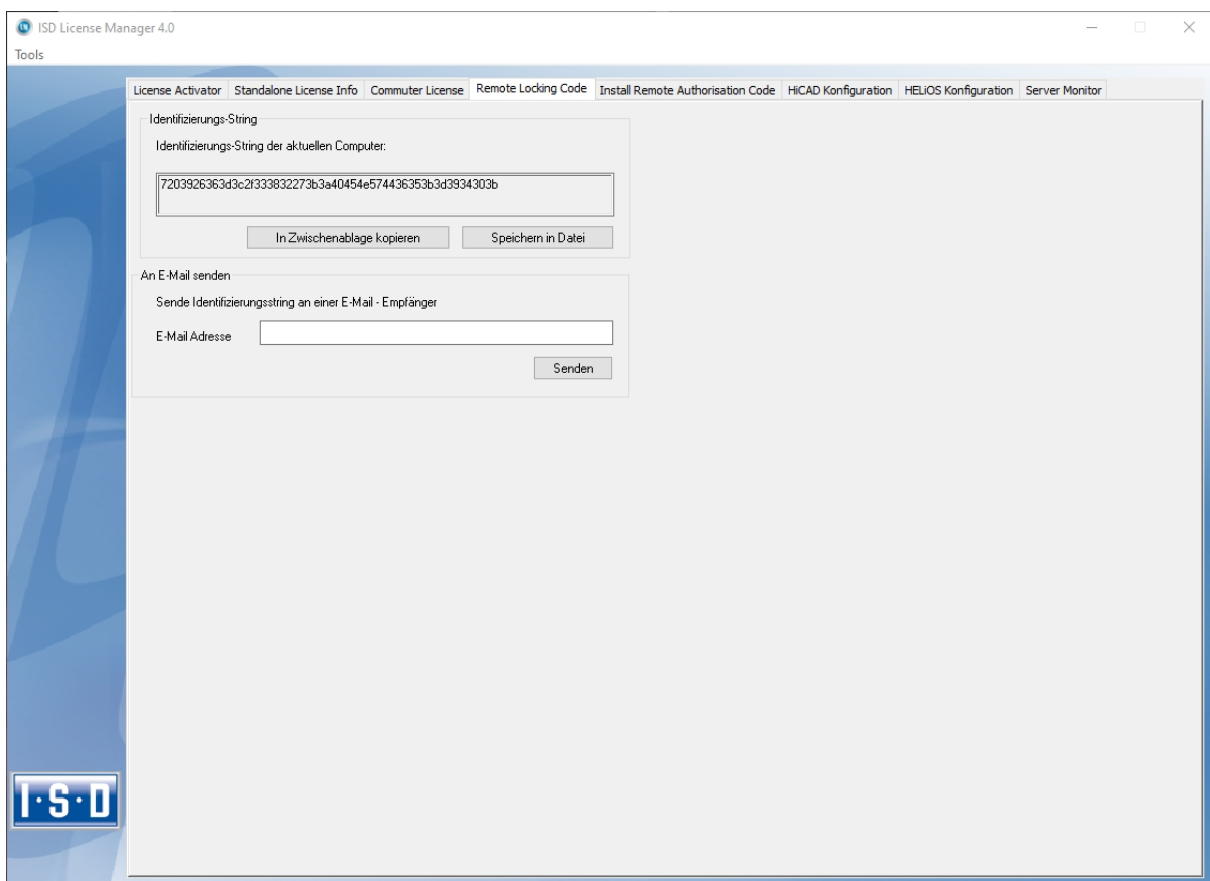 ISD License Manager 4.0
Tools
License Activator Standalone License Info Commuter License Remote Locking Code Install Remote Authorisation Code HiCAD Konfiguration HELiOS Konfiguration Server Monitor
Identifizierungs-String
Identifizierungs-String der aktuellen Computer:
7203926363d3c2f333832273b3a40454e574436353b3d3934303b
In Zwischenablage kopieren Speichern in Datei
An E-Mail senden
Sende Identifizierungsstring an einer E-Mail - Empfänger
E-Mail Adresse
Senden
I·S·D